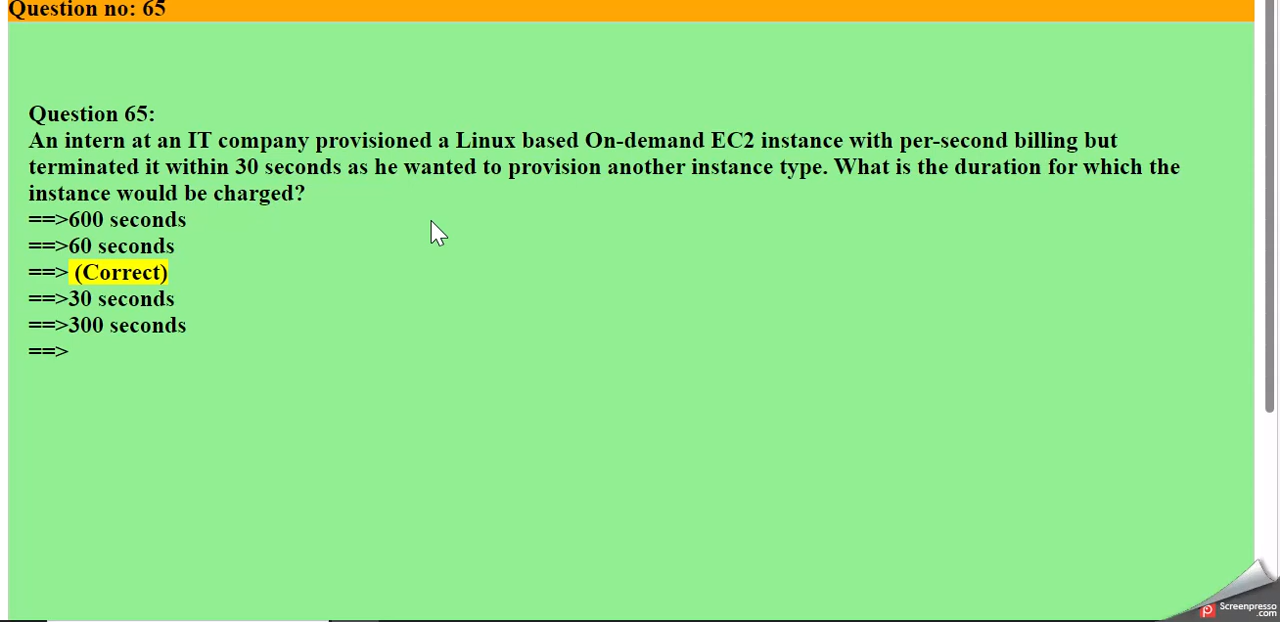 Question no: 65
Question 65:
An intern at an IT company provisioned a Linux based On-demand EC2 instance with per-second billing but
terminated it within 30 seconds as he wanted to provision another instance type. What is the duration for which the
instance would be charged?
==>600 seconds
==>60 seconds
==> (Correct)
==>30 seconds
==>300 seconds
==>
Screenpresso
.com